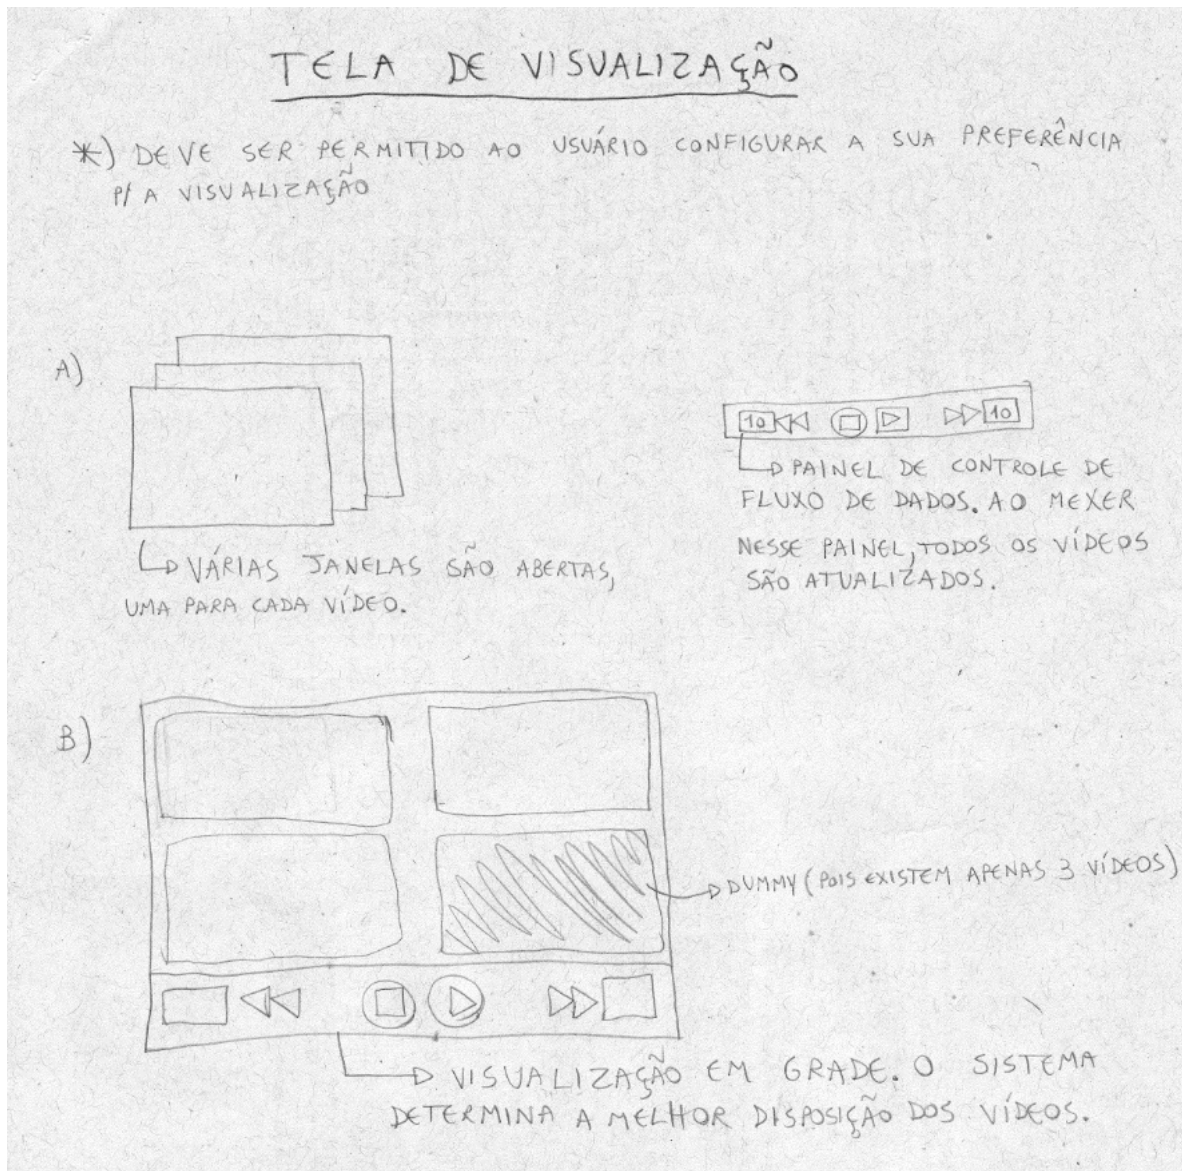 TELA DE VISUALIZAÇÃO
*) DEVE SER PERMITIDO AO USUÁRIO CONFIGURAR A SUA PREFERÊNCIA
P/ A VISUALIZAÇÃO
A)
VÁRIAS JANELAS SÃO ABERTAS,
UMA PARA CADA VÍDEO.
10 10
PAINEL DE CONTROLE DE
FLUXO DE DADOS. AO MEXER
NESSE PAINEL, TODOS OS VÍDEOS
SÃO ATUALIZADOS.
B)
DUMMY (POIS EXISTEM APENAS 3 VÍDEOS)
VISUALIZAÇÃO EM GRADE. O SISTEMA
DETERMINA A MELHOR DISPOSIÇÃO DOS VÍDEOS.